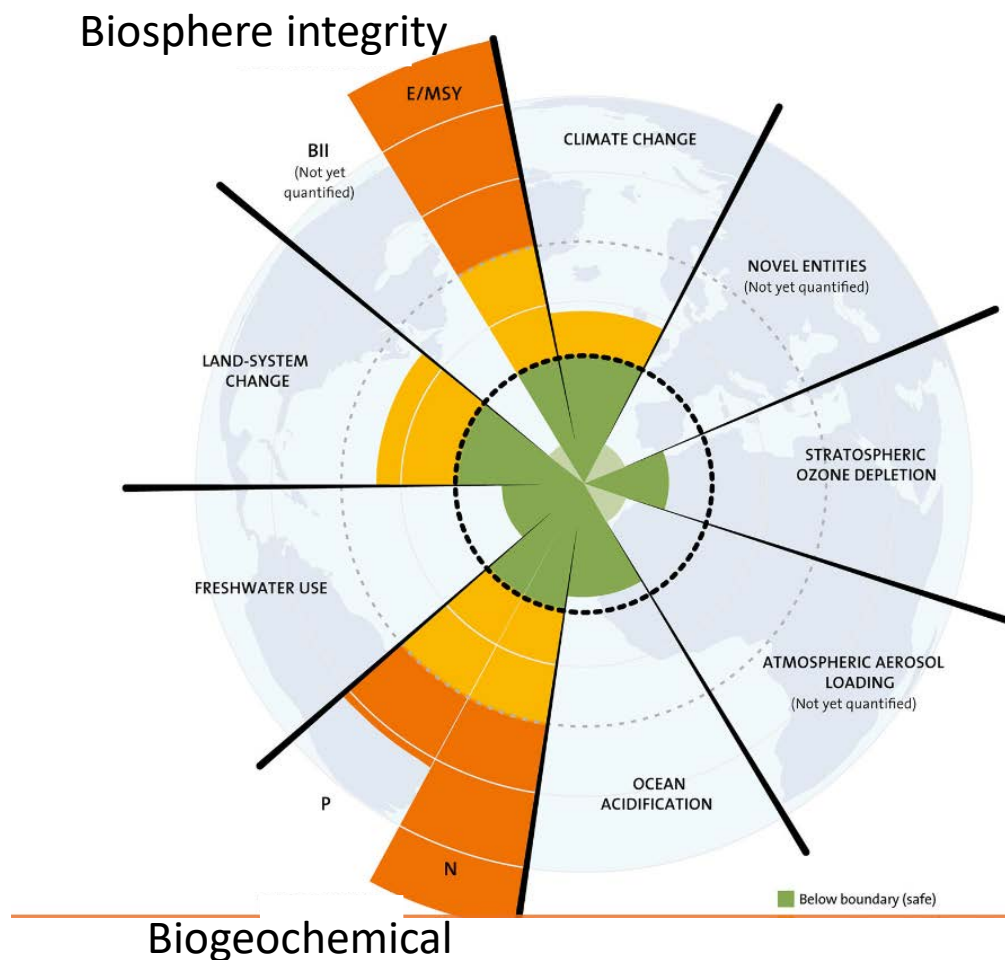 Biosphere integrity
E/MSY
CLIMATE CHANGE
BII
(Not yet
quantified)
NOVEL ENTITIES
(Not yet quantified)
LAND-SYSTEM
CHANGE
STRATOSPHERIC
OZONE DEPLETION
FRESHWATER USE
ATMOSPHERIC AEROSOL
LOADING
(Not yet quantified)
OCEAN
ACIDIFICATION
P
N
Below boundary (safe)
Biogeochemical